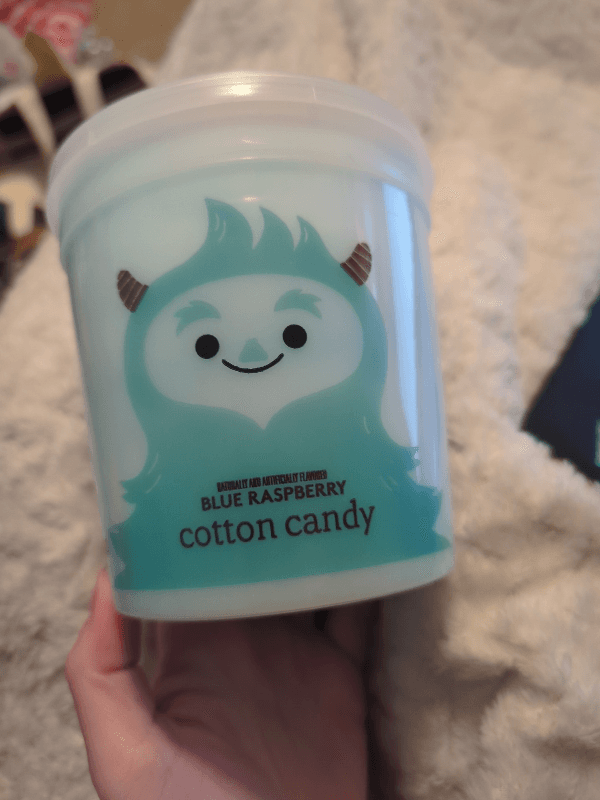 NATURALLY AND ARTIFICIALLY FLAVORED
BLUE RASPBERRY
cotton candy